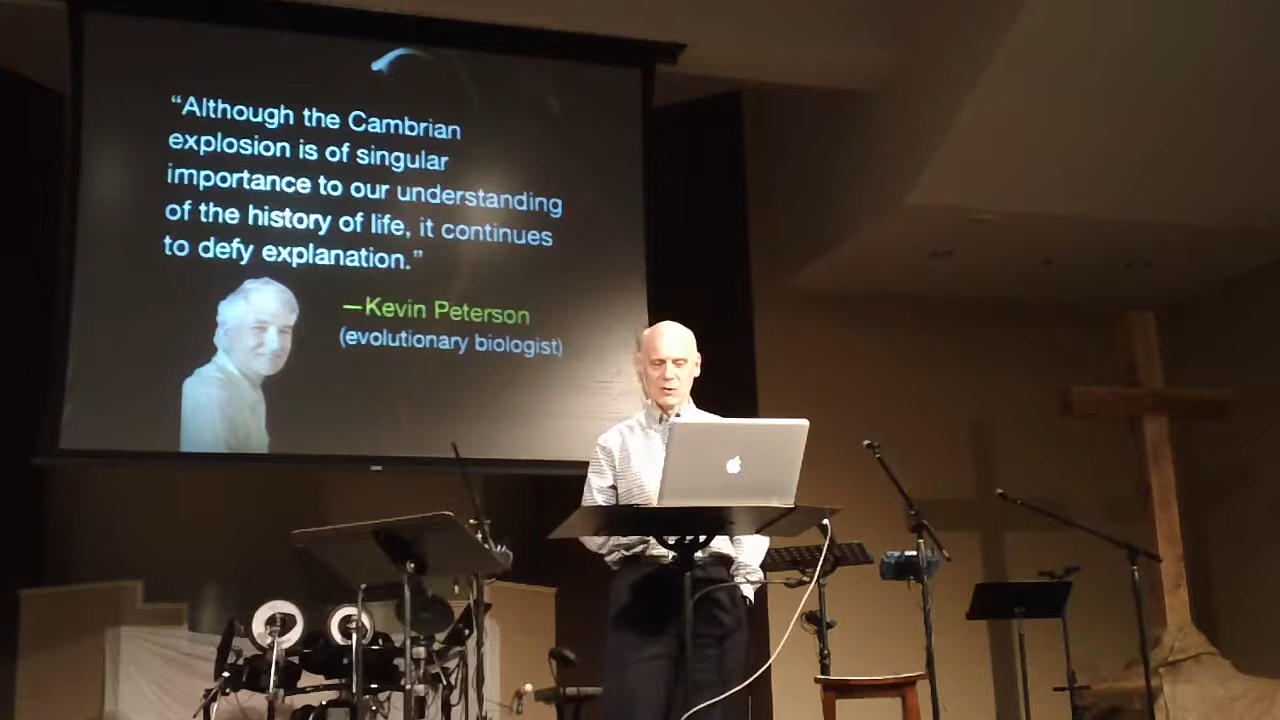 “Although the Cambrian
explosion is of singular
importance to our understanding
of the history of life, it continues
to defy explanation.”
—Kevin Peterson
(evolutionary biologist)